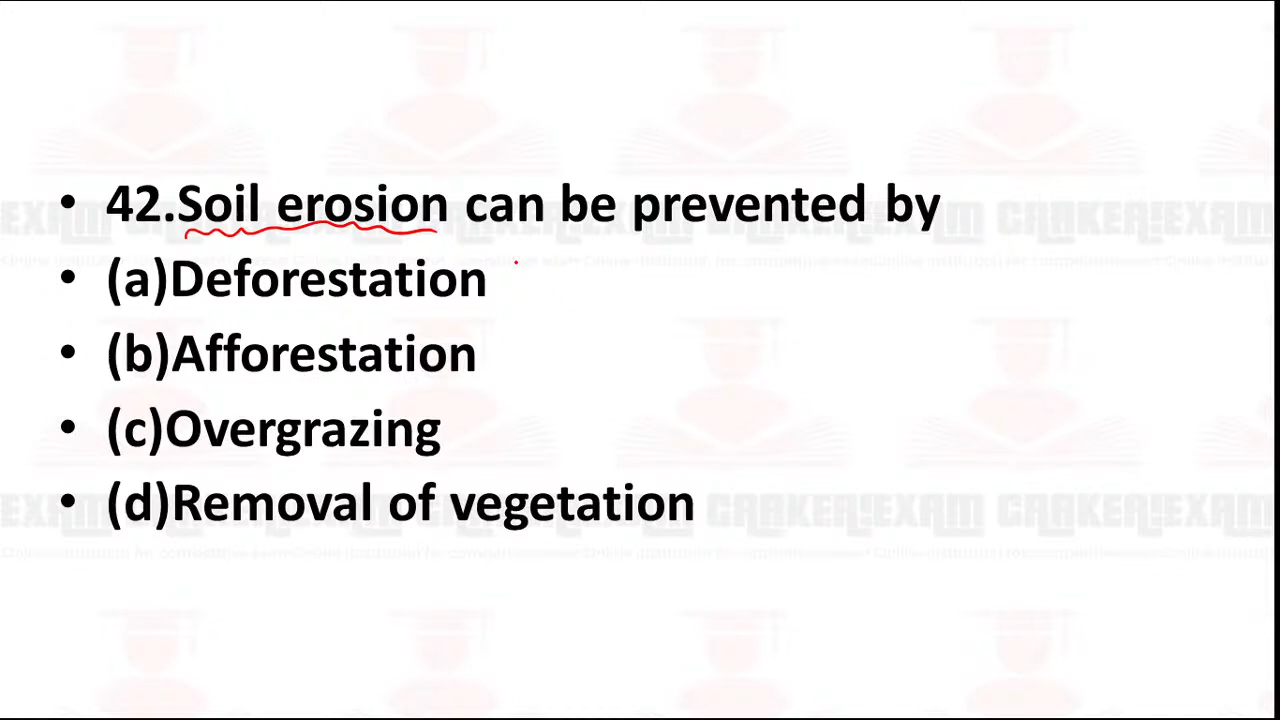 • 42.Soil erosion can be prevented by
• (a)Deforestation
• (b)Afforestation
• (c)Overgrazing
• (d)Removal of vegetation